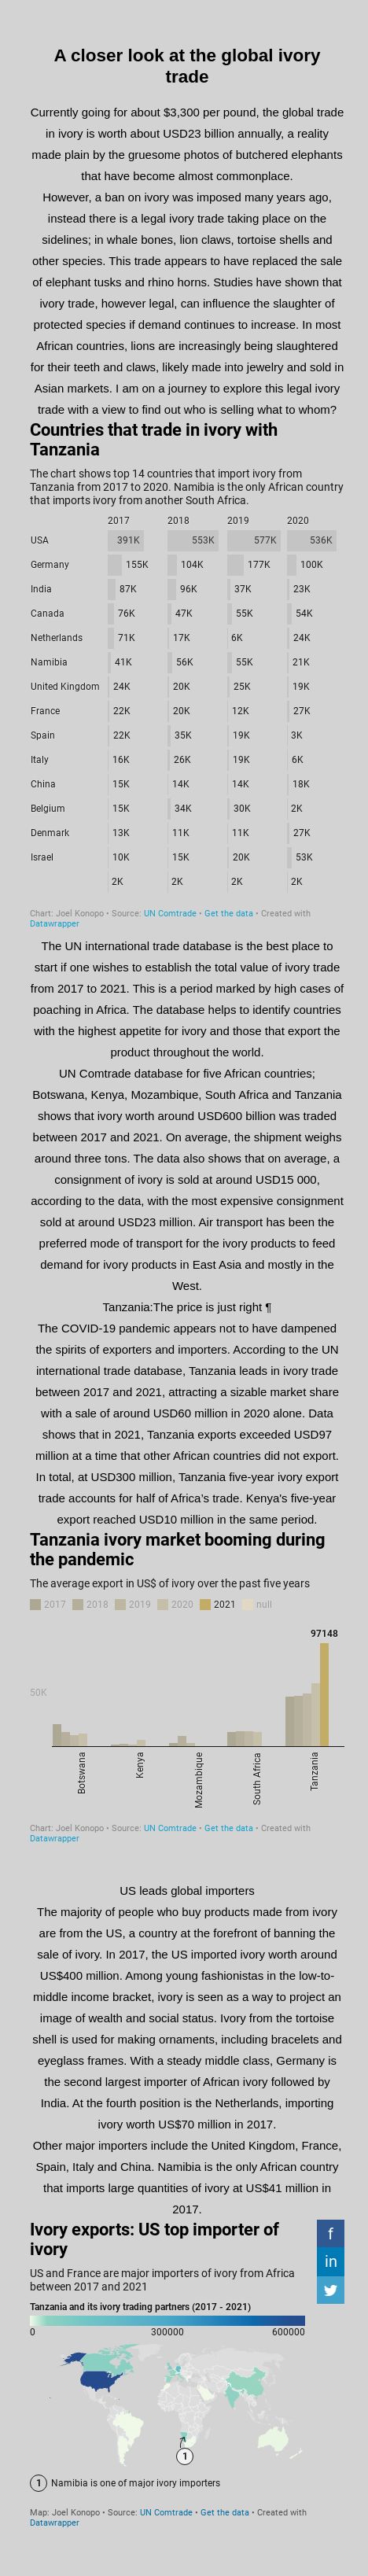 A closer look at the global ivory
trade
Currently going for about $3,300 per pound, the global trade
in ivory is worth about USD23 billion annually, a reality
made plain by the gruesome photos of butchered elephants
that have become almost commonplace.
However, a ban on ivory was imposed many years ago,
instead there is a legal ivory trade taking place on the
sidelines; in whale bones, lion claws, tortoise shells and
other species. This trade appears to have replaced the sale
of elephant tusks and rhino horns. Studies have shown that
ivory trade, however legal, can influence the slaughter of
protected species if demand continues to increase. In most
African countries, lions are increasingly being slaughtered
for their teeth and claws, likely made into jewelry and sold in
Asian markets. I am on a journey to explore this legal ivory
trade with a view to find out who is selling what to whom?
Countries that trade in ivory with
Tanzania
The chart shows top 14 countries that import ivory from
Tanzania from 2017 to 2020. Namibia is the only African country
that imports ivory from another South Africa.
2017 2018 2019 2020
USA 391K 553K 577K 536K
Germany 155K 104K 177K 100K
India 87K 96K 37K 23K
Canada 76K 47K 55K 54K
Netherlands 71K 17K 6K 24K
Namibia 41K 56K 55K 21K
United Kingdom 24K 20K 25K 19K
France 22K 20K 12K 27K
Spain 22K 35K 19K 3K
Italy 16K 26K 19K 6K
China 15K 14K 14K 18K
Belgium 15K 34K 30K 2K
Denmark 13K 11K 11K 27K
Israel 10K 15K 20K 53K
2K 2K 2K 2K
Chart: Joel Konopo • Source: UN Comtrade • Get the data • Created with
Datawrapper
The UN international trade database is the best place to
start if one wishes to establish the total value of ivory trade
from 2017 to 2021. This is a period marked by high cases of
poaching in Africa. The database helps to identify countries
with the highest appetite for ivory and those that export the
product throughout the world.
UN Comtrade database for five African countries;
Botswana, Kenya, Mozambique, South Africa and Tanzania
shows that ivory worth around USD600 billion was traded
between 2017 and 2021. On average, the shipment weighs
around three tons. The data also shows that on average, a
consignment of ivory is sold at around USD15 000,
according to the data, with the most expensive consignment
sold at around USD23 million. Air transport has been the
preferred mode of transport for the ivory products to feed
demand for ivory products in East Asia and mostly in the
West.
Tanzania:The price is just right ¶
The COVID-19 pandemic appears not to have dampened
the spirits of exporters and importers. According to the UN
international trade database, Tanzania leads in ivory trade
between 2017 and 2021, attracting a sizable market share
with a sale of around USD60 million in 2020 alone. Data
shows that in 2021, Tanzania exports exceeded USD97
million at a time that other African countries did not export.
In total, at USD300 million, Tanzania five-year ivory export
trade accounts for half of Africa's trade. Kenya's five-year
export reached USD10 million in the same period.
Tanzania ivory market booming during
the pandemic
The average export in US$ of ivory over the past five years
2017 2018 2019 2020 2021 null
97148
50K
Botswana Kenya Mozambique South Africa Tanzania
Chart: Joel Konopo • Source: UN Comtrade • Get the data • Created with
Datawrapper
US leads global importers
The majority of people who buy products made from ivory
are from the US, a country at the forefront of banning the
sale of ivory. In 2017, the US imported ivory worth around
US$400 million. Among young fashionistas in the low-to-
middle income bracket, ivory is seen as a way to project an
image of wealth and social status. Ivory from the tortoise
shell is used for making ornaments, including bracelets and
eyeglass frames. With a steady middle class, Germany is
the second largest importer of African ivory followed by
India. At the fourth position is the Netherlands, importing
ivory worth US$70 million in 2017.
Other major importers include the United Kingdom, France,
Spain, Italy and China. Namibia is the only African country
that imports large quantities of ivory at US$41 million in
2017.
Ivory exports: US top importer of
ivory
f
in
US and France are major importers of ivory from Africa
between 2017 and 2021
Tanzania and its ivory trading partners (2017 - 2021)
0 300000 600000
1
1 Namibia is one of major ivory importers
Map: Joel Konopo • Source: UN Comtrade • Get the data • Created with
Datawrapper